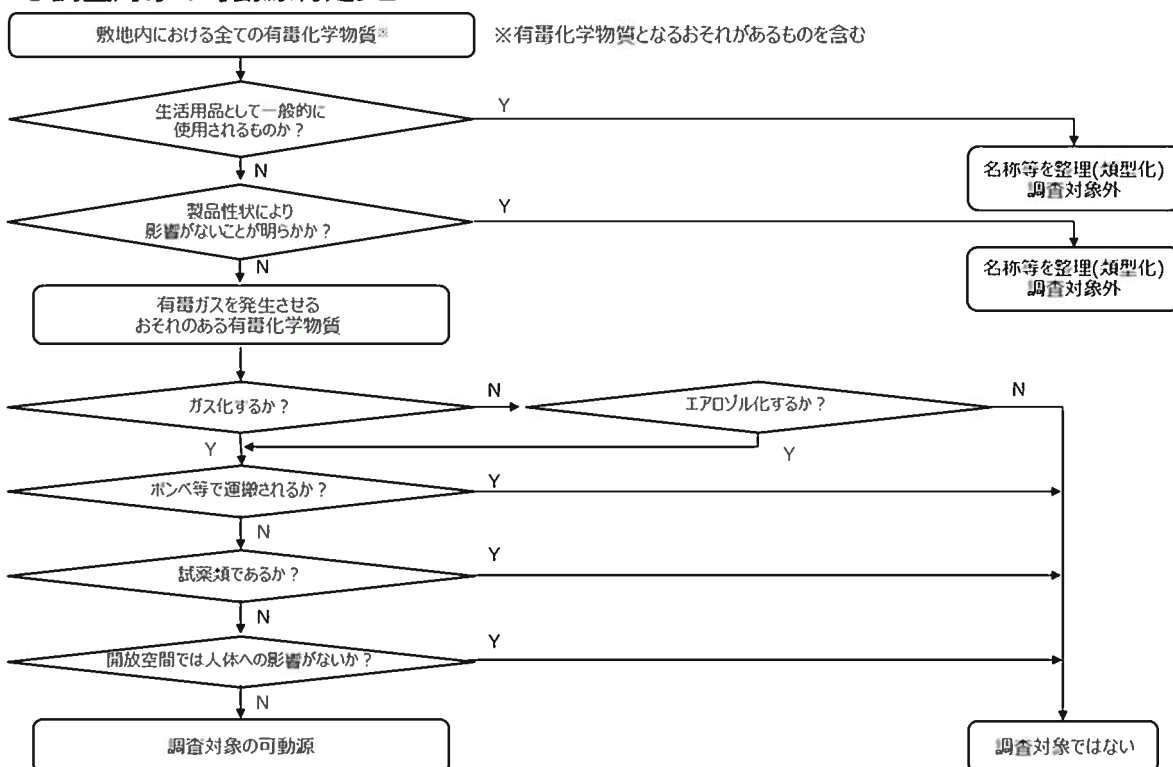 敷地内における全ての有毒化学物質※
※有毒化学物質となるおそれがあるものを含む
生活用品として一般的に
使用されるものか？
Y
N
名称等を整理(類型化)
調査対象外
製品性状により
影響がないことが明らかか？
Y
N
名称等を整理(類型化)
調査対象外
有毒ガスを発生させる
おそれのある有毒化学物質
ガス化するか？
N
エアロゾル化するか？
N
Y
Y
ボンベ等で運搬されるか？
Y
N
試薬類であるか？
Y
N
開放空間では人体への影響がないか？
Y
N
調査対象の可動源
調査対象ではない